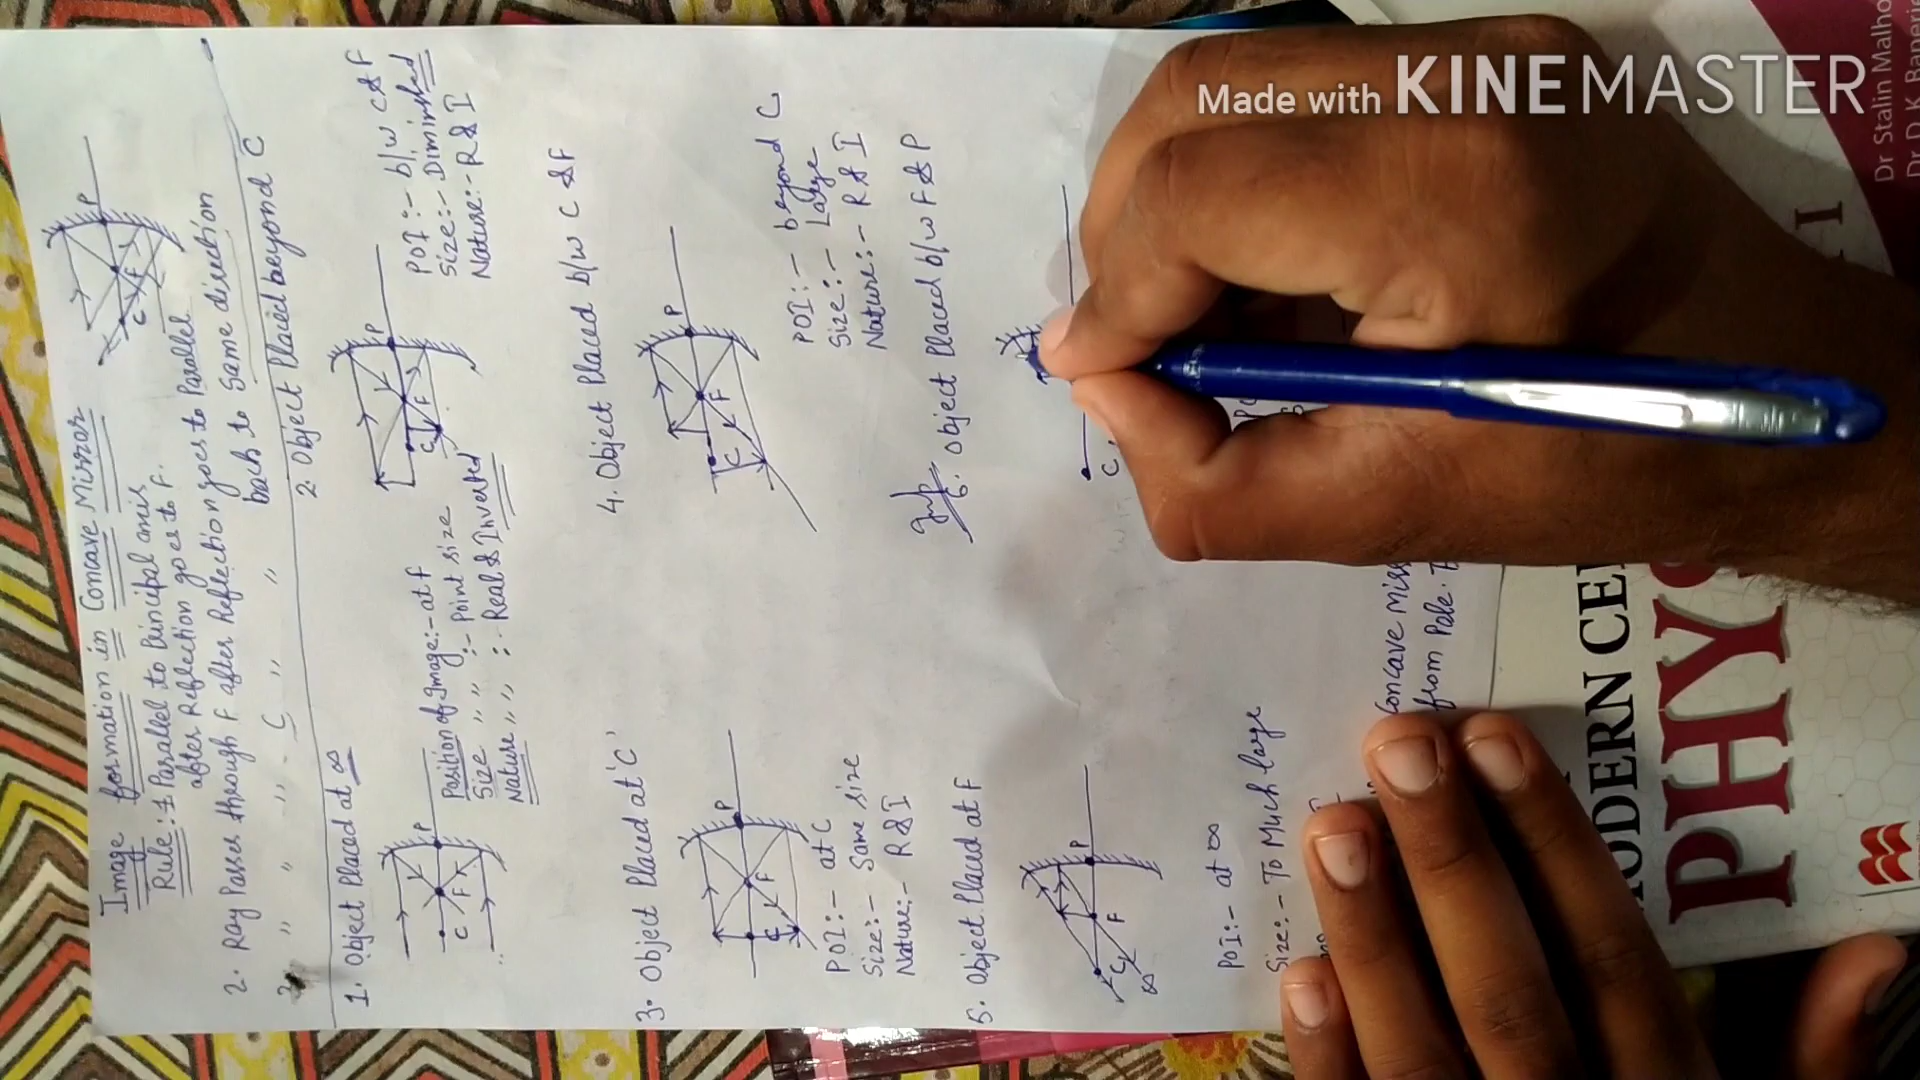 Made with KINEMASTER
Image formation in Concave Mirror
Rule: 1 Parallel to Principal axis
after Reflection goes to F.
2. Ray Passes through F after Reflection goes to Parallel
3 " " " C " " back to Same direction
1. Object Placed at ∞
Position of Image:- at F
Size " " :- Point size
Nature " " :- Real & Inverted
2. Object Placed beyond C
POI:- b/w C & F
Size:- Diminished
Nature:- R & I
3. Object Placed at 'C'
POI:- at C
Size:- Same size
Nature:- R & I
4. Object Placed b/w C & F
POI:- beyond C
Size:- Large
Nature:- R & I
5. Object Placed at F
POI:- at ∞
Size:- To Much large
Imp
6. Object Placed b/w F & P
Concave
from Pole.
C F P
MODERN
PHY
Dr Stalin Malho
Dr D K Banerje